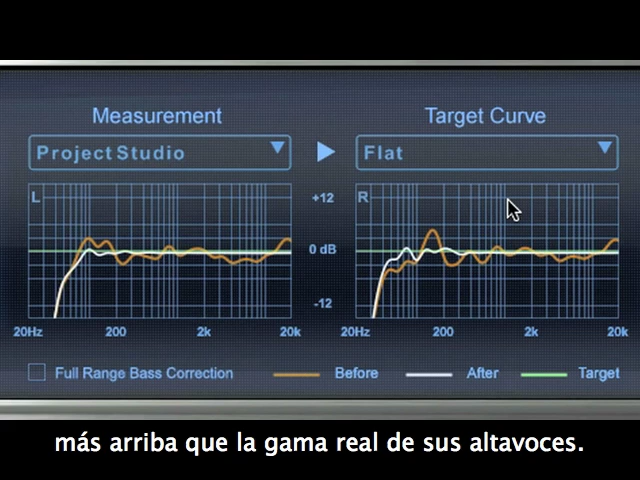 Measurement
Target Curve
Project Studio
Flat
L
+12
R
0 dB
-12
20Hz
200
2k
20k
20Hz
200
2k
20k
Full Range Bass Correction
Before
After
Target
más arriba que la gama real de sus altavoces.